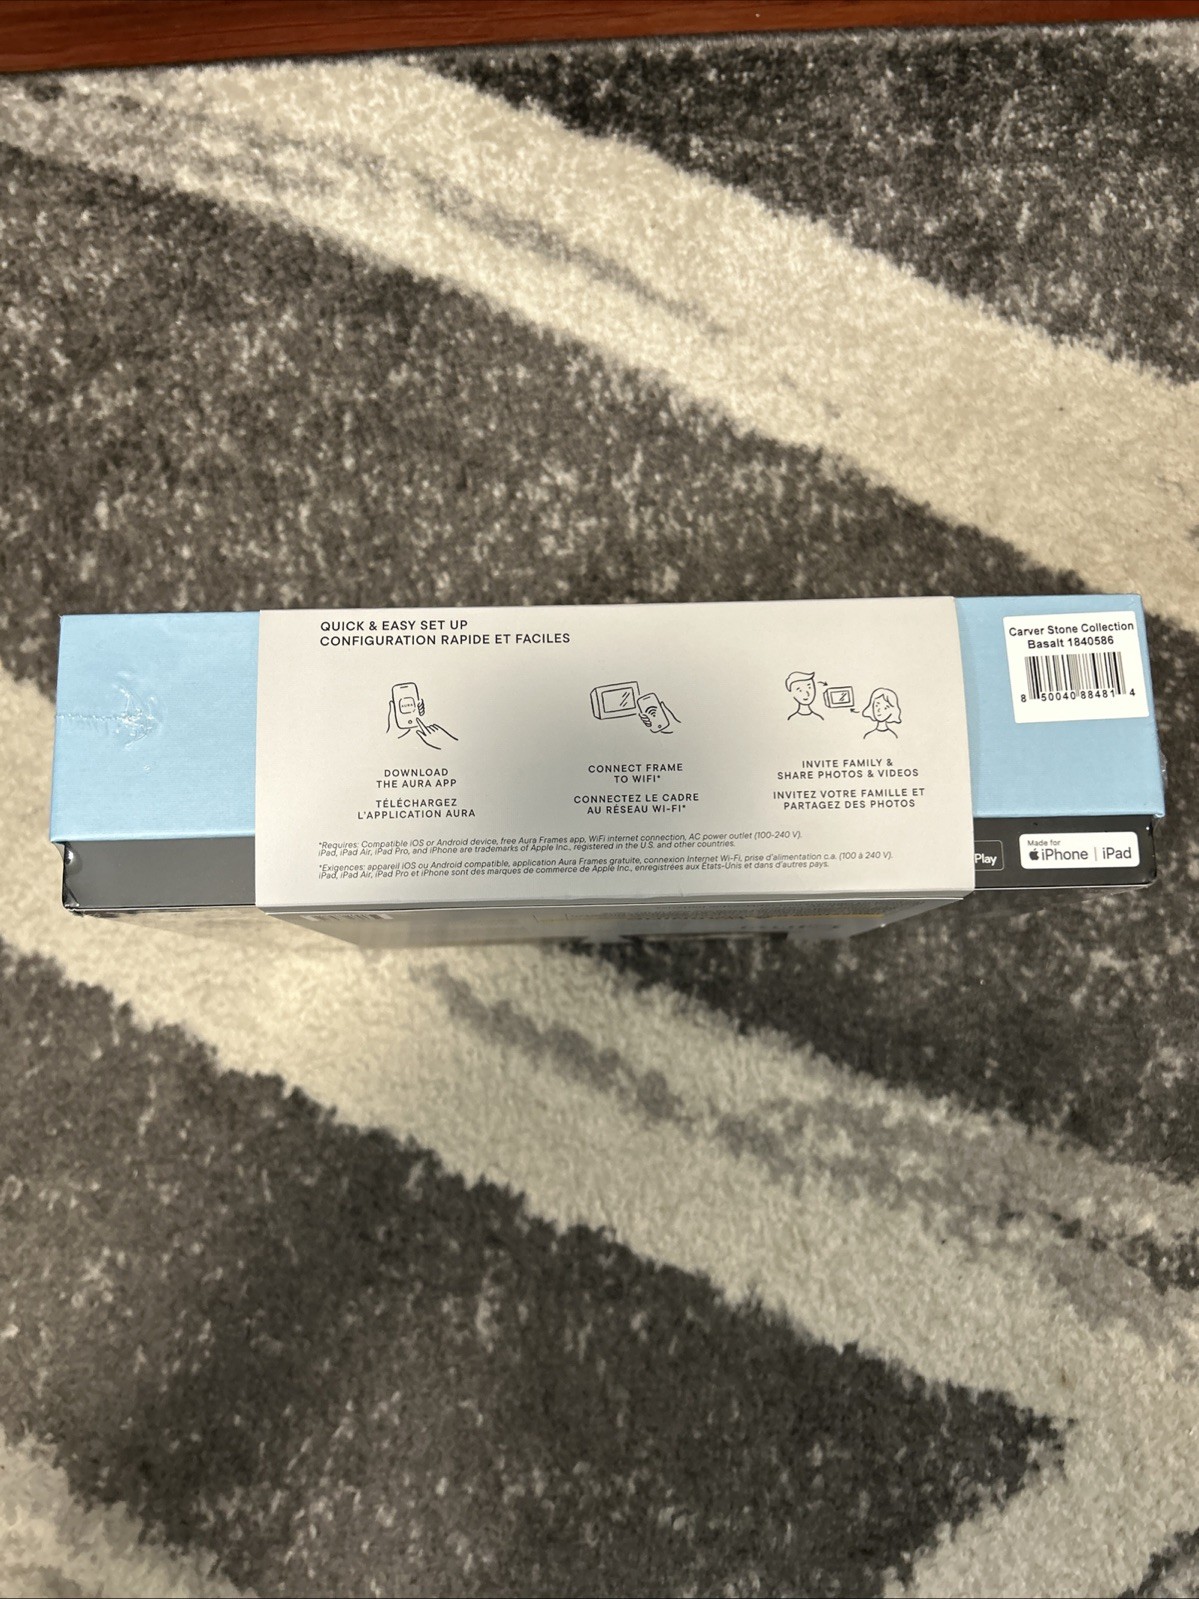 QUICK & EASY SET UP
CONFIGURATION RAPIDE ET FACILES
DOWNLOAD
THE AURA APP
TÉLÉCHARGEZ
L'APPLICATION AURA
CONNECT FRAME
TO WIFI*
CONNECTEZ LE CADRE
AU RÉSEAU WI-FI*
INVITE FAMILY &
SHARE PHOTOS & VIDEOS
INVITEZ VOTRE FAMILLE ET
PARTAGEZ DES PHOTOS
*Requires: Compatible iOS or Android device, free Aura Frames app, WiFi internet connection, AC power outlet (100-240 V).
iPad, iPad Air, iPad Pro, and iPhone are trademarks of Apple Inc., registered in the U.S. and other countries.
*Exigences: appareil iOS ou Android compatible, application Aura Frames gratuite, connexion Internet Wi-Fi, prise d'alimentation c.a. (100 à 240 V).
iPad, iPad Air, iPad Pro et iPhone sont des marques de commerce de Apple Inc., enregistrées aux États-Unis et dans d'autres pays.
Carver Stone Collection
Basalt 1840586
8 50040 88481 4
Play
Made for
iPhone | iPad